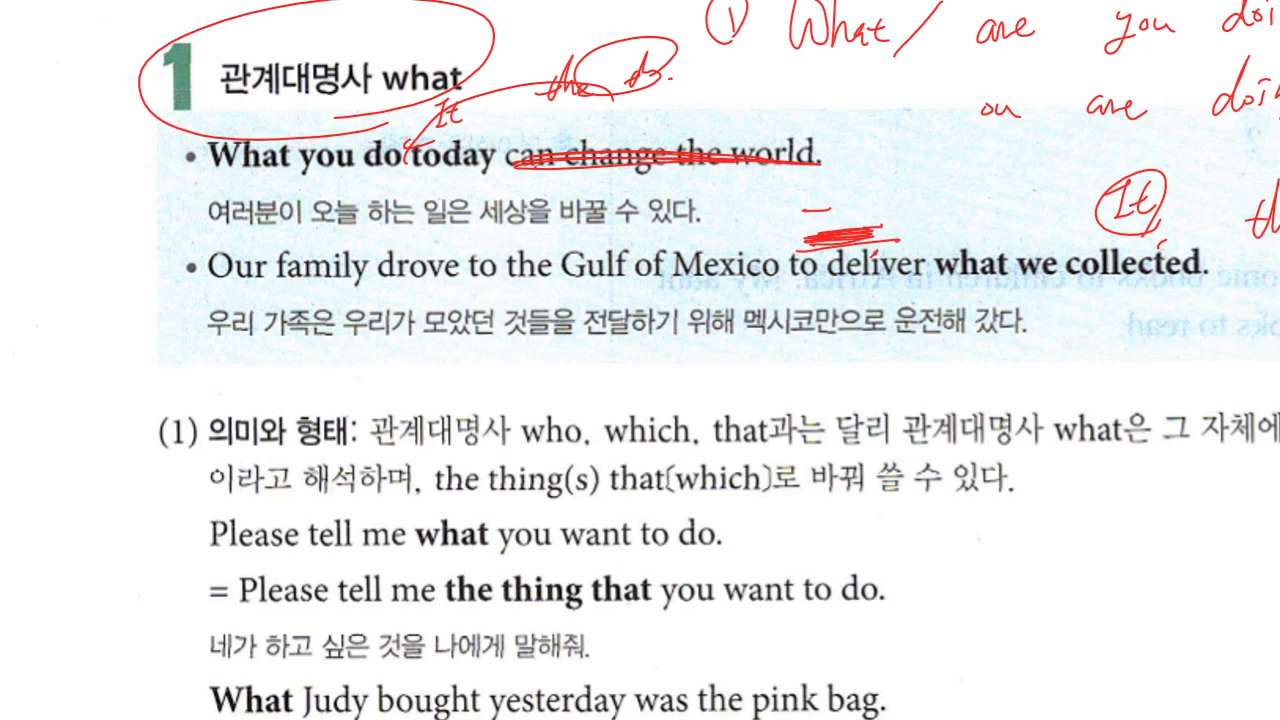 ① What / are you doi
1 관계대명사 what
the do.
ou are doin
It
• What you do today can change the world.
여러분이 오늘 하는 일은 세상을 바꿀 수 있다.
It, th
• Our family drove to the Gulf of Mexico to deliver what we collected.
우리 가족은 우리가 모았던 것들을 전달하기 위해 멕시코만으로 운전해 갔다.
(1) 의미와 형태: 관계대명사 who, which, that과는 달리 관계대명사 what은 그 자체에
이라고 해석하며, the thing(s) that(which)로 바꿔 쓸 수 있다.
Please tell me what you want to do.
= Please tell me the thing that you want to do.
네가 하고 싶은 것을 나에게 말해줘.
What Judy bought yesterday was the pink bag.